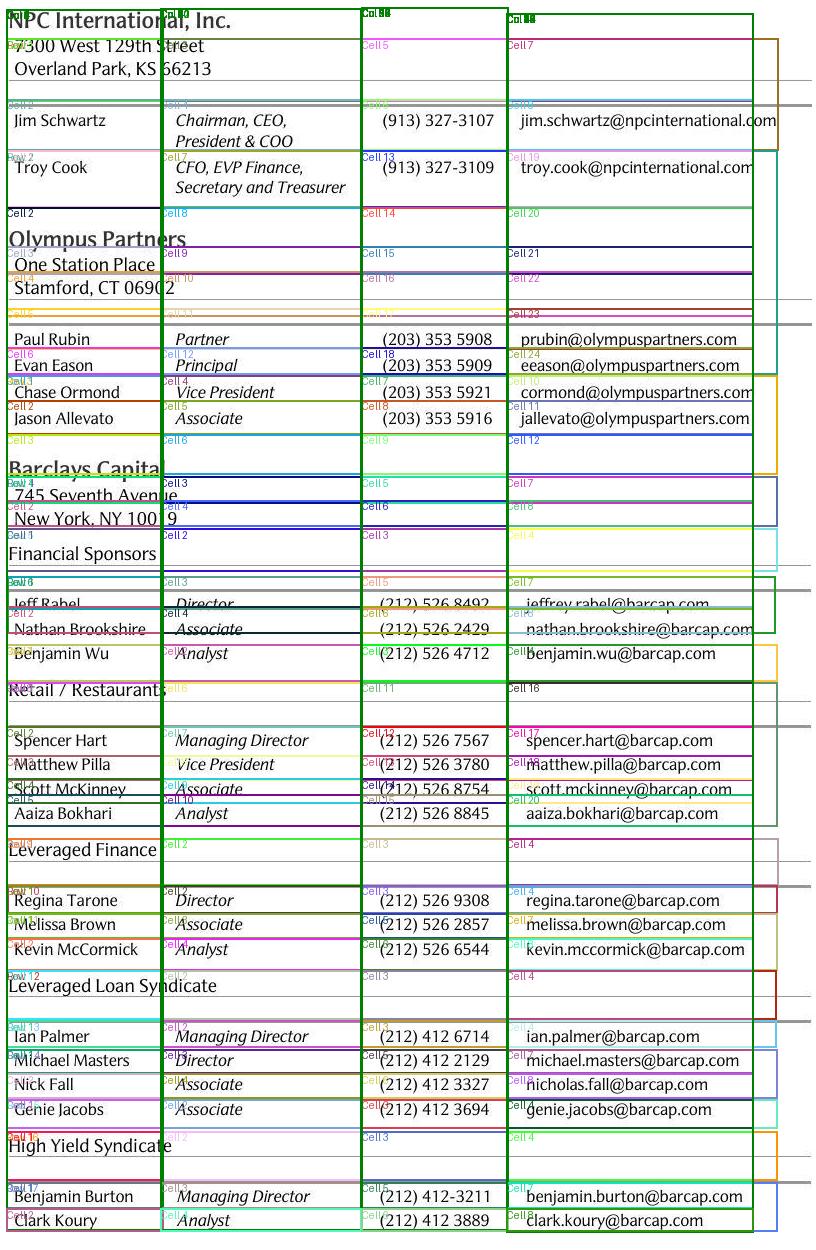 NPC International, Inc.
7300 West 129th Street
Overland Park, KS 66213
Jim Schwartz Chairman, CEO, (913) 327-3107 jim.schwartz@npcinternational.com
President & COO
Troy Cook CFO, EVP Finance, (913) 327-3109 troy.cook@npcinternational.com
Secretary and Treasurer
Olympus Partners
One Station Place
Stamford, CT 06902
Paul Rubin Partner (203) 353 5908 prubin@olympuspartners.com
Evan Eason Principal (203) 353 5909 eeason@olympuspartners.com
Chase Ormond Vice President (203) 353 5921 cormond@olympuspartners.com
Jason Allevato Associate (203) 353 5916 jallevato@olympuspartners.com
Barclays Capital
745 Seventh Avenue
New York, NY 10019
Financial Sponsors
Jeff Rabel Director (212) 526 8492 jeffrey.rabel@barcap.com
Nathan Brookshire Associate (212) 526 2429 nathan.brookshire@barcap.com
Benjamin Wu Analyst (212) 526 4712 benjamin.wu@barcap.com
Retail / Restaurants
Spencer Hart Managing Director (212) 526 7567 spencer.hart@barcap.com
Matthew Pilla Vice President (212) 526 3780 matthew.pilla@barcap.com
Scott McKinney Associate (212) 526 8754 scott.mckinney@barcap.com
Aaiza Bokhari Analyst (212) 526 8845 aaiza.bokhari@barcap.com
Leveraged Finance
Regina Tarone Director (212) 526 9308 regina.tarone@barcap.com
Melissa Brown Associate (212) 526 2857 melissa.brown@barcap.com
Kevin McCormick Analyst (212) 526 6544 kevin.mccormick@barcap.com
Leveraged Loan Syndicate
Ian Palmer Managing Director (212) 412 6714 ian.palmer@barcap.com
Michael Masters Director (212) 412 2129 michael.masters@barcap.com
Nick Fall Associate (212) 412 3327 nicholas.fall@barcap.com
Genie Jacobs Associate (212) 412 3694 genie.jacobs@barcap.com
High Yield Syndicate
Benjamin Burton Managing Director (212) 412-3211 benjamin.burton@barcap.com
Clark Koury Analyst (212) 412 3889 clark.koury@barcap.com